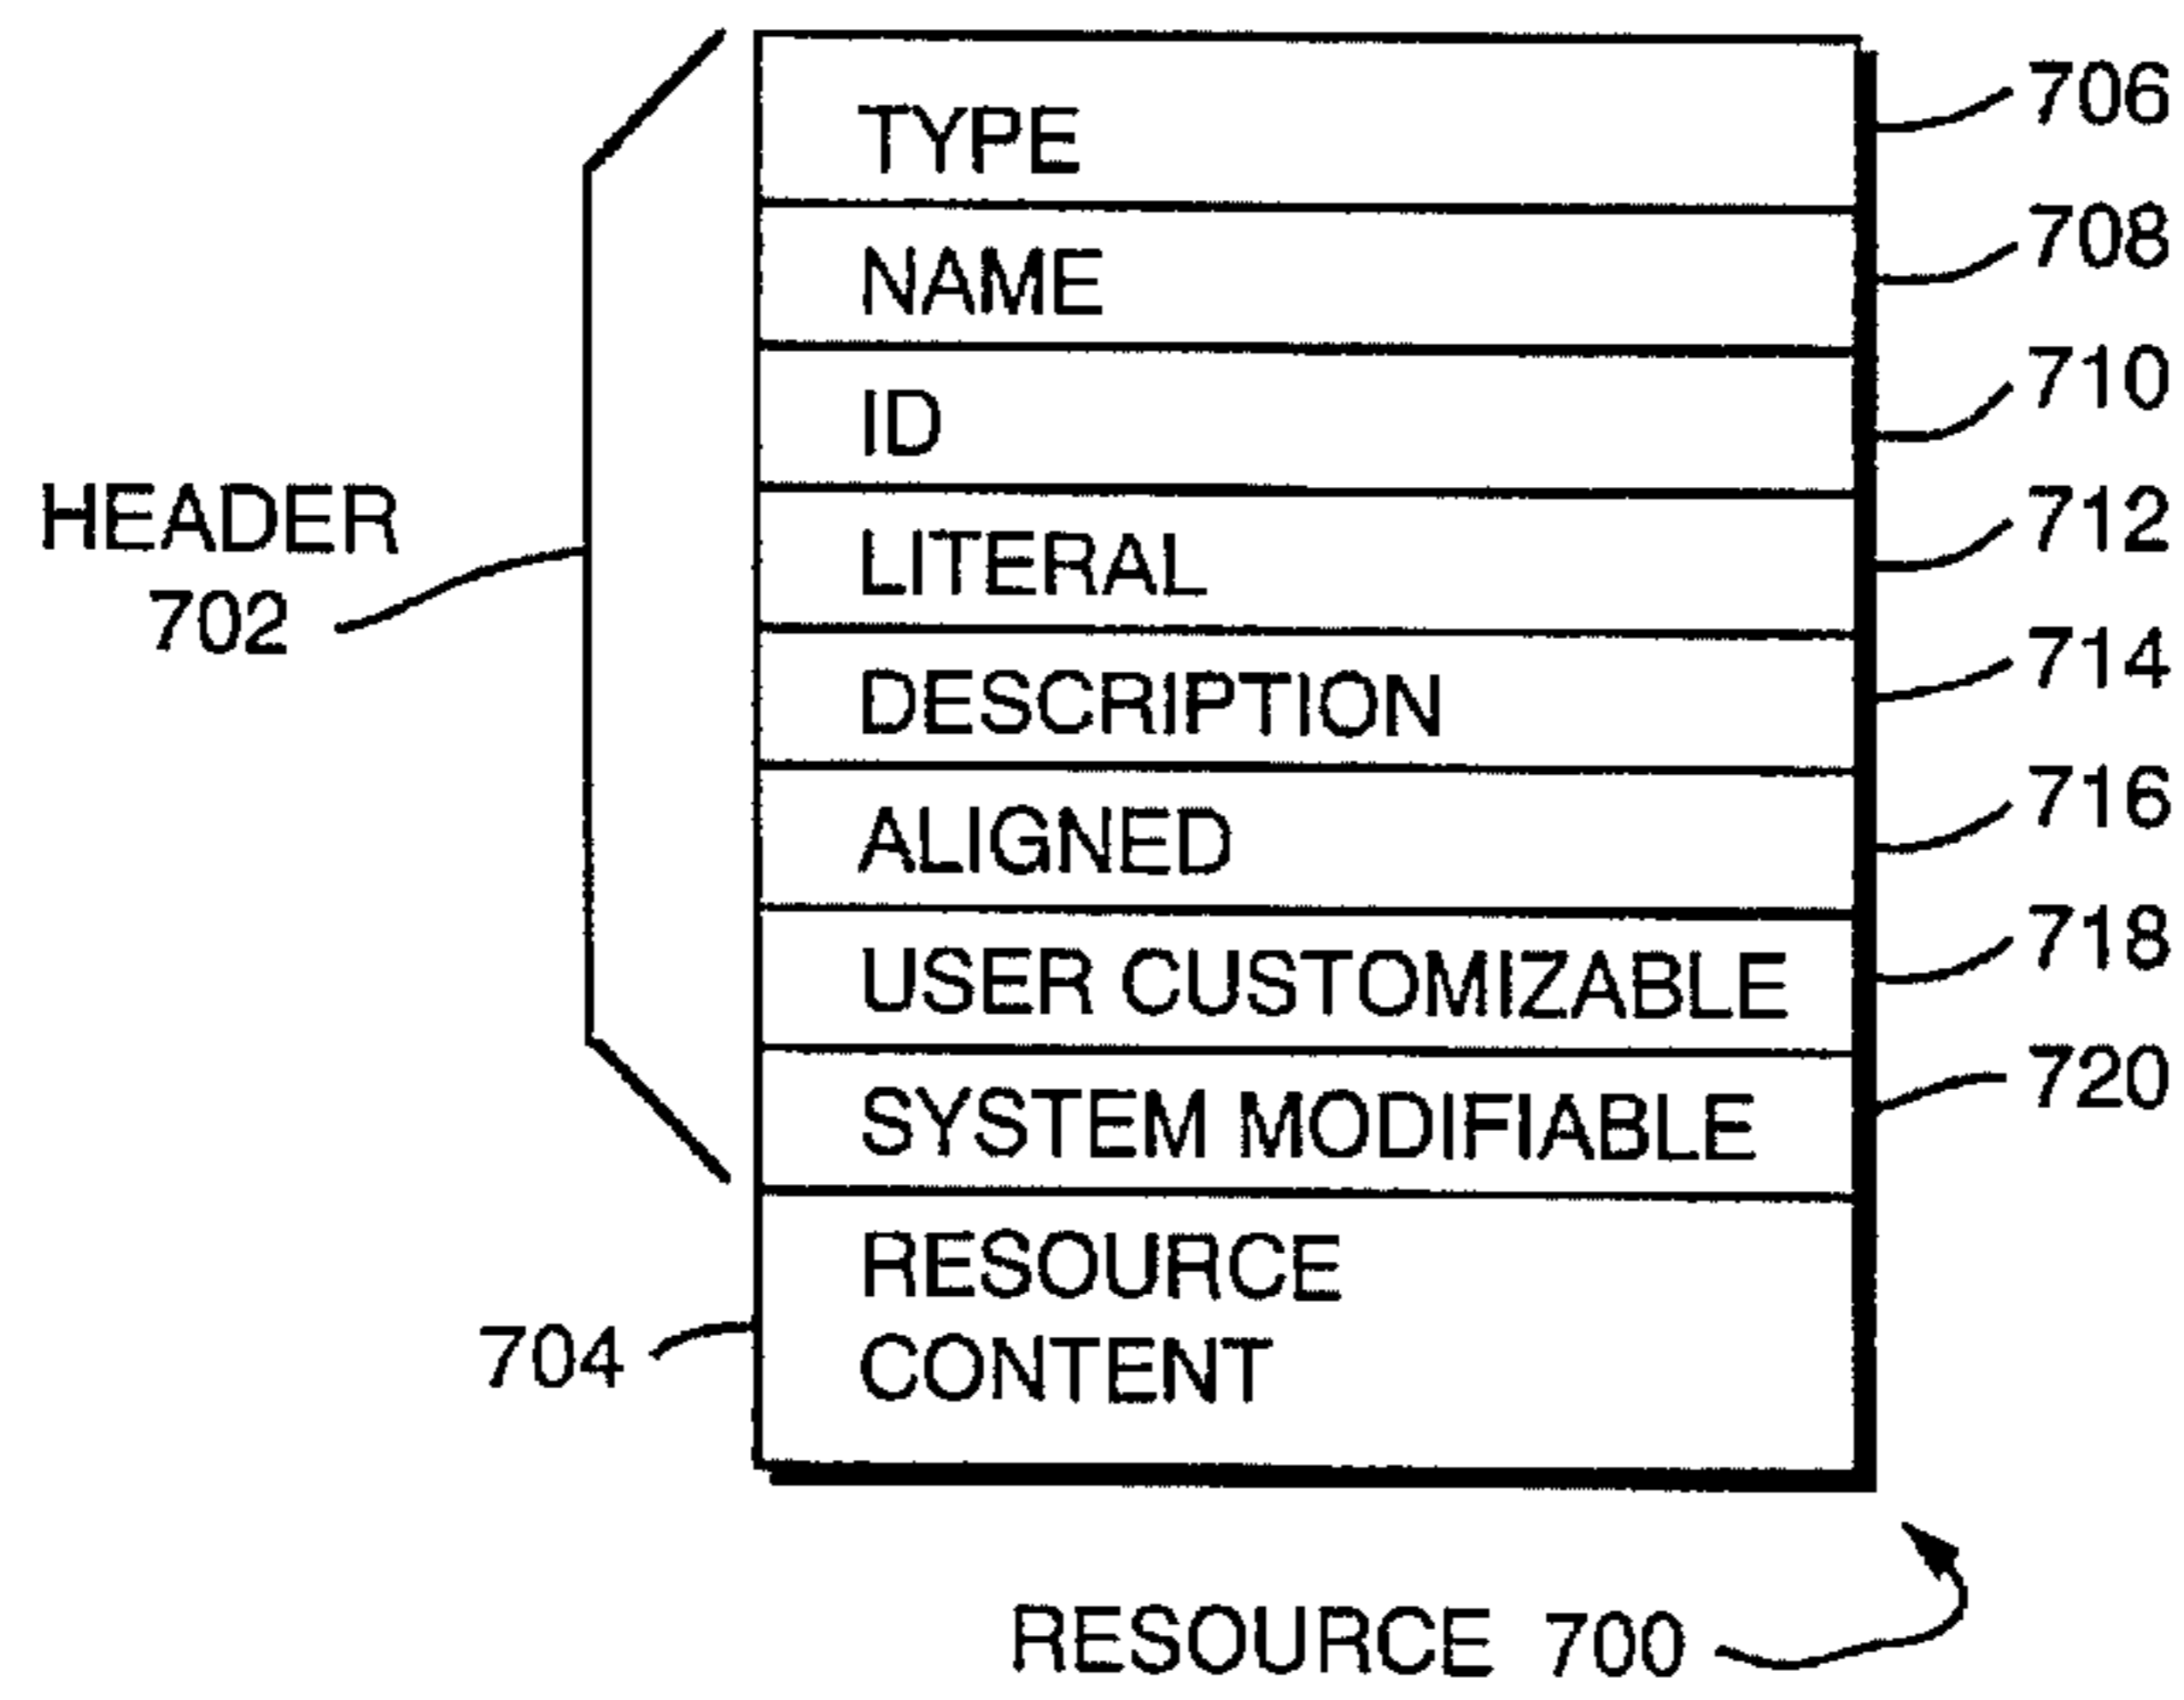 TYPE 706
NAME 708
ID 710
HEADER
702
LITERAL 712
DESCRIPTION 714
ALIGNED 716
USER CUSTOMIZABLE 718
SYSTEM MODIFIABLE 720
RESOURCE
CONTENT
704
RESOURCE 700